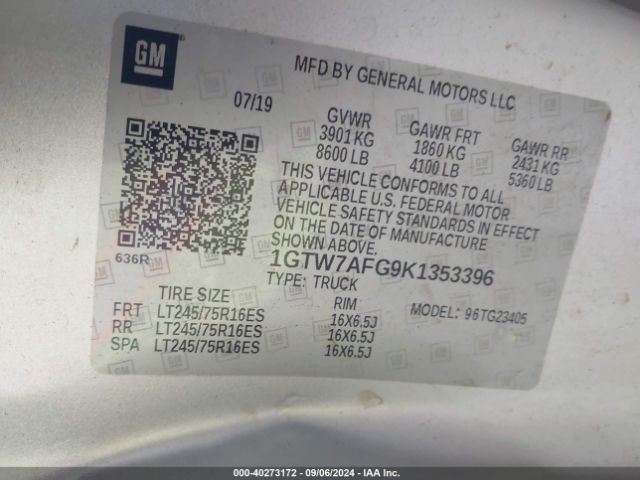 GM
MFD BY GENERAL MOTORS LLC
07/19
GVWR GAWR FRT GAWR RR
3901 KG 1860 KG 2431 KG
8600 LB 4100 LB 5360 LB
THIS VEHICLE CONFORMS TO ALL
APPLICABLE U.S. FEDERAL MOTOR
VEHICLE SAFETY STANDARDS IN EFFECT
ON THE DATE OF MANUFACTURE
SHOWN ABOVE.
636R
1GTW7AFG9K1353396
TYPE: TRUCK
MODEL: 96TG23405
TIRE SIZE RIM
FRT LT245/75R16ES 16X6.5J
RR LT245/75R16ES 16X6.5J
SPA LT245/75R16ES 16X6.5J
000-40273172 - 09/06/2024 - IAA Inc.